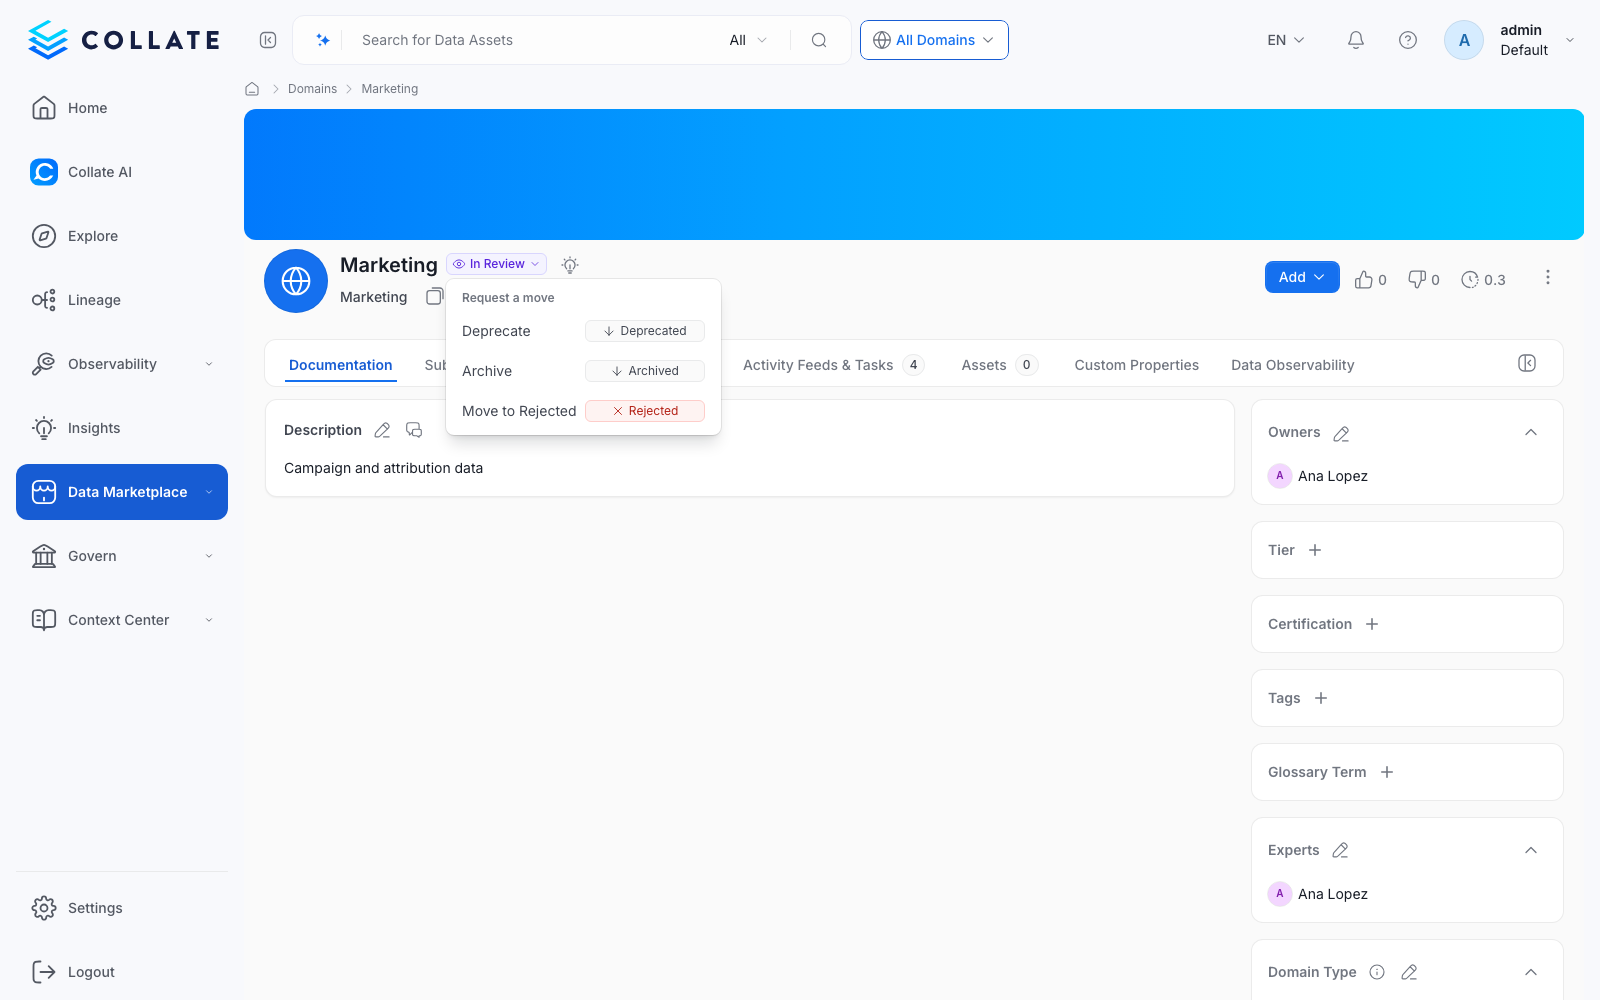 COLLATE
Search for Data Assets
All
All Domains
EN
A
admin
Default
Home
Collate AI
Explore
Lineage
Observability
Insights
Data Marketplace
Govern
Context Center
Settings
Logout
Domains
Marketing
Marketing
In Review
Marketing
Add
0
0
0.3
Request a move
Deprecate
Deprecated
Archive
Archived
Move to Rejected
Rejected
Documentation
Sub
Activity Feeds & Tasks 4
Assets 0
Custom Properties
Data Observability
Description
Campaign and attribution data
Owners
A Ana Lopez
Tier
Certification
Tags
Glossary Term
Experts
A Ana Lopez
Domain Type